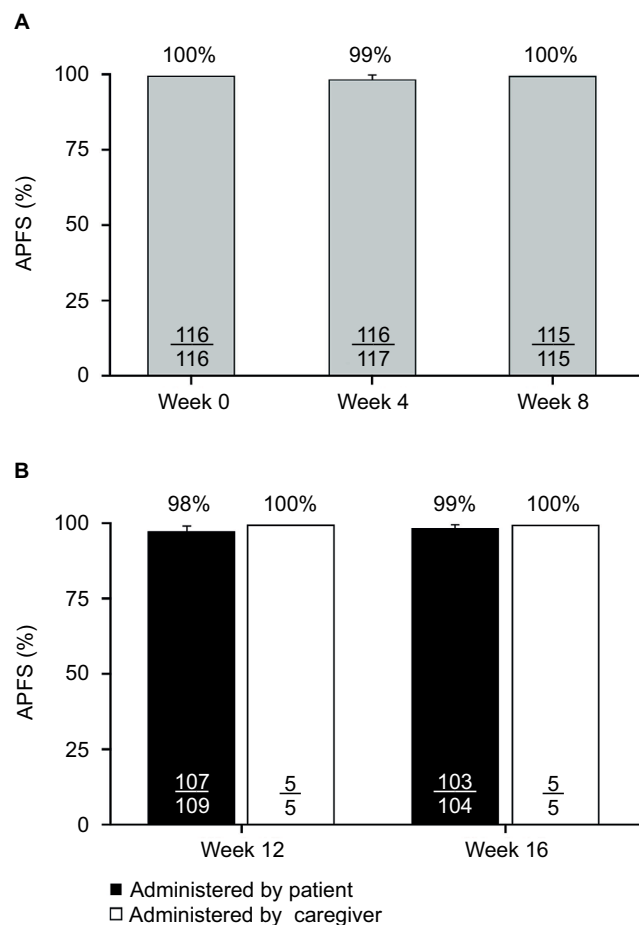 A
100% 99% 100%
100
75
50
25
0
APFS (%)
116 116 115
116 117 115
Week 0 Week 4 Week 8
B
98% 100% 99% 100%
100
75
50
25
0
APFS (%)
107 5 103 5
109 5 104 5
Week 12 Week 16
Administered by patient
Administered by caregiver